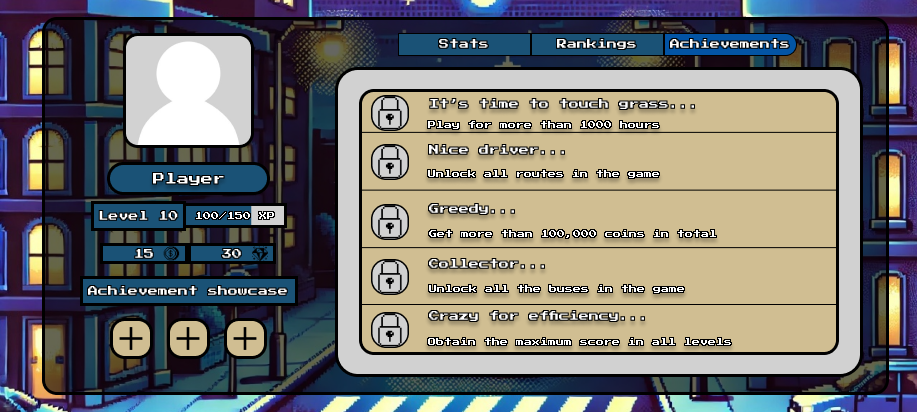 Stats Rankings Achievements
It's time to touch grass...
Play for more than 1000 hours
Nice driver...
Unlock all routes in the game
Greedy...
Get more than 100,000 coins in total
Collector...
Unlock all the buses in the game
Crazy for efficiency...
Obtain the maximum score in all levels
Player
Level 10 100/150 XP
15 30
Achievement showcase